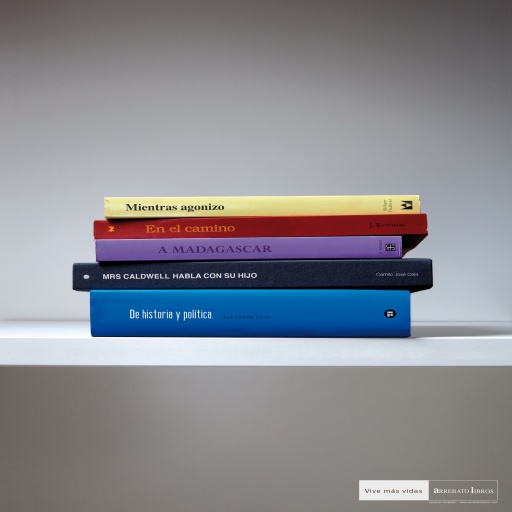 Mientras agonizo
En el camino
A MADAGASCAR
MRS CALDWELL HABLA CON SU HIJO
Camilo José Cela
De historia y política
Vive más vidas
ARREBATO LIBROS